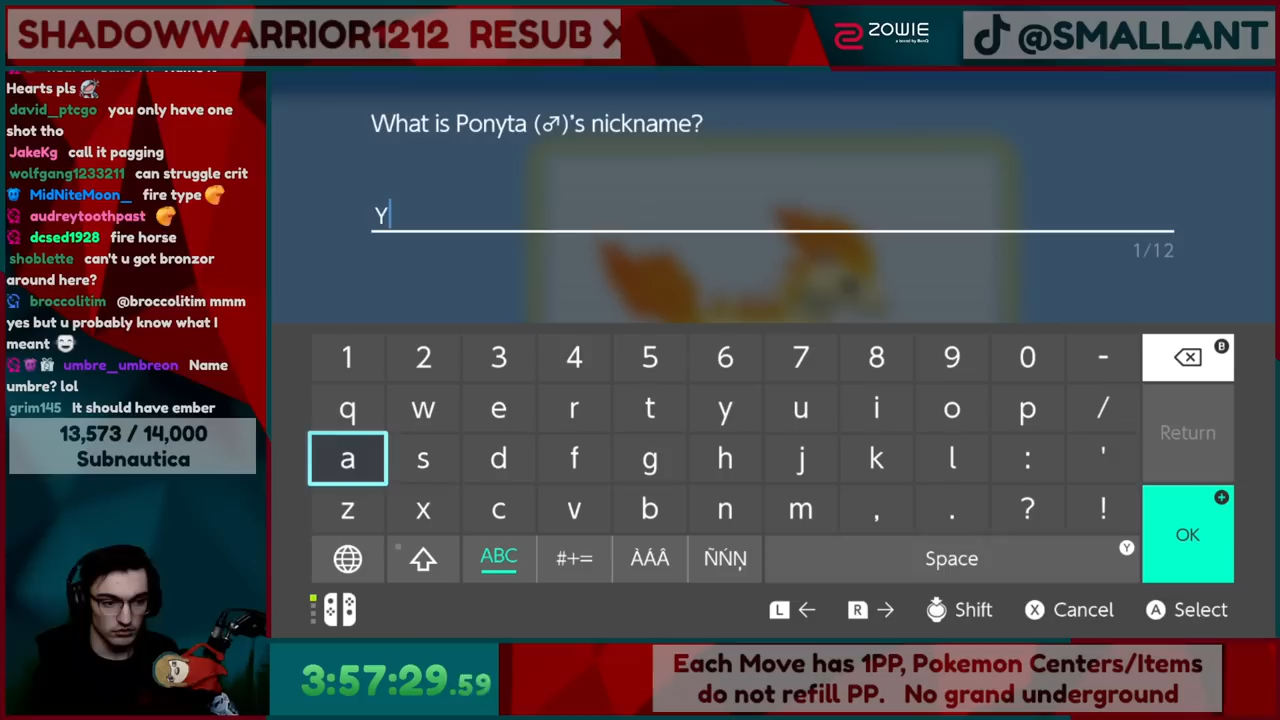 SHADOWWARRIOR1212 RESUB X
ZOWIE
@SMALLANT
Hearts pls
david__ptcgo you only have one
shot tho
JakeKg call it pagging
wolfgang1233211 can struggle crit
MidNiteMoon_ fire type
audreytoothpast
dcsed1928 fire horse
shoblette can't u got bronzor
around here?
broccolitim @broccolitim mmm
yes but u probably know what I
meant
umbre_umbreon Name
umbre? lol
grim145 It should have ember
13,573 / 14,000
Subnautica
What is Ponyta (♂)'s nickname?
Y
1/12
1 2 3 4 5 6 7 8 9 0 - B
q w e r t y u i o p /
Return
a s d f g h j k l : '
z x c v b n m , . ? ! +
OK
ABC #+= ÀÁÂ ÑŃŅ Space Y
L ← R → Shift X Cancel A Select
3:57:29.59
Each Move has 1PP, Pokemon Centers/Items
do not refill PP. No grand underground